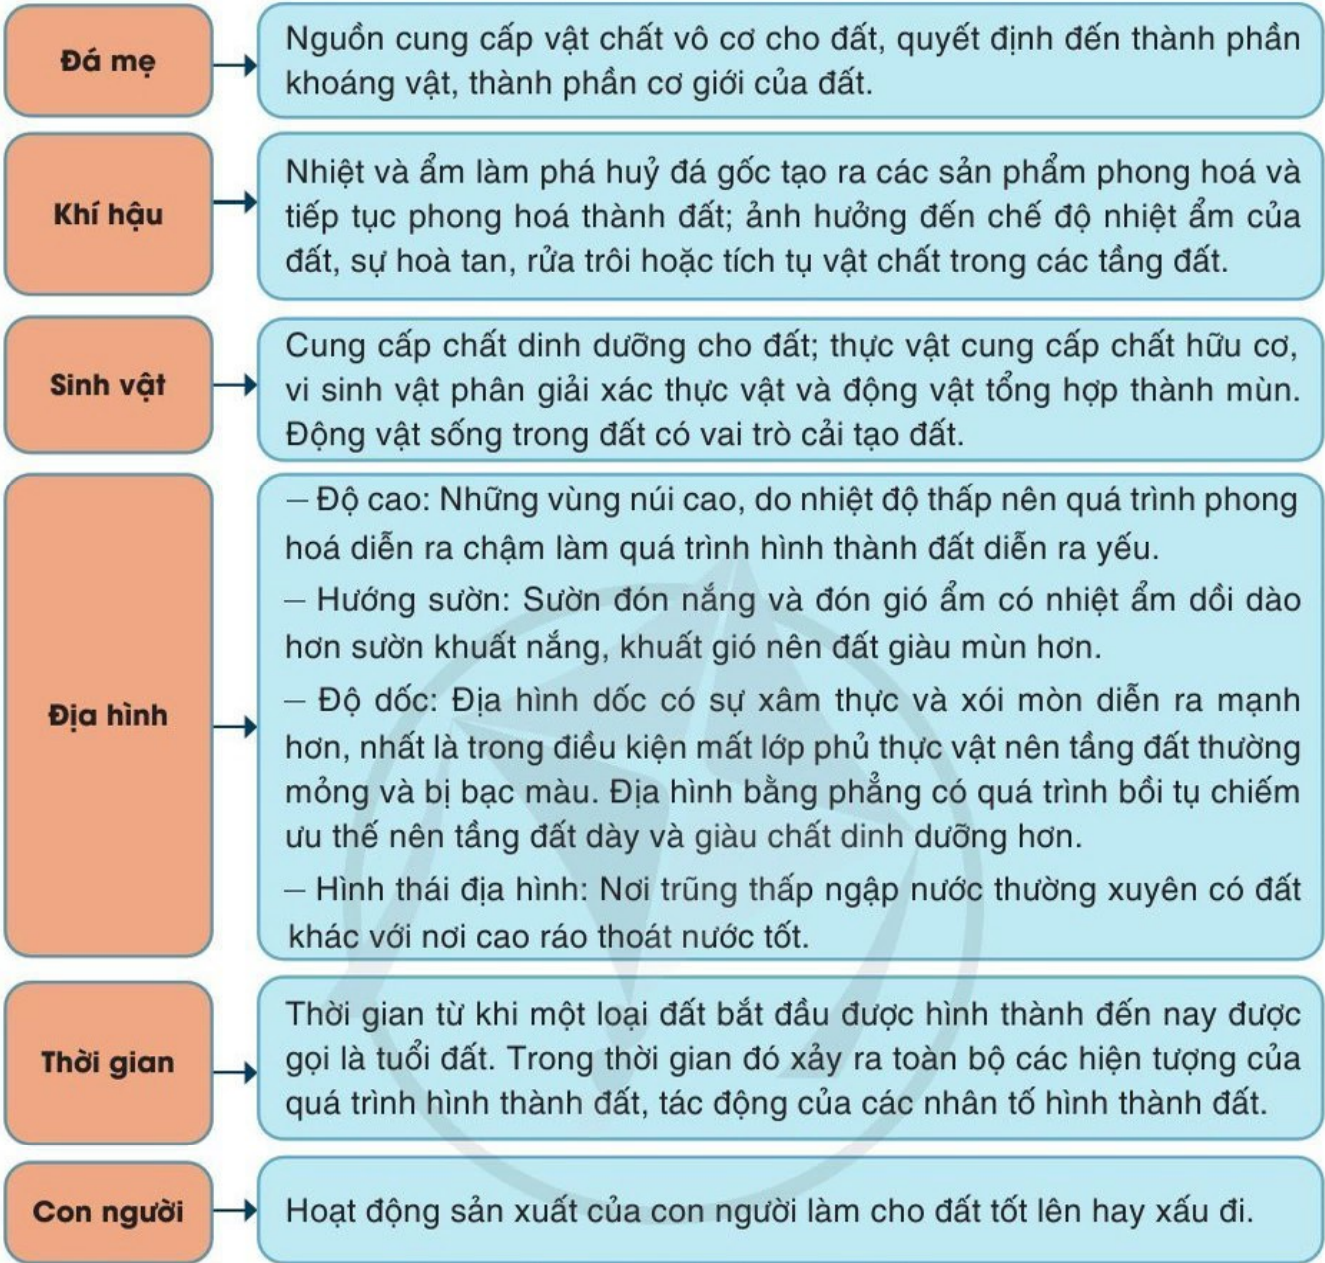 Đá mẹ
Nguồn cung cấp vật chất vô cơ cho đất, quyết định đến thành phần
khoáng vật, thành phần cơ giới của đất.
Khí hậu
Nhiệt và ẩm làm phá huỷ đá gốc tạo ra các sản phẩm phong hoá và
tiếp tục phong hoá thành đất; ảnh hưởng đến chế độ nhiệt ẩm của
đất, sự hoà tan, rửa trôi hoặc tích tụ vật chất trong các tầng đất.
Sinh vật
Cung cấp chất dinh dưỡng cho đất; thực vật cung cấp chất hữu cơ,
vi sinh vật phân giải xác thực vật và động vật tổng hợp thành mùn.
Động vật sống trong đất có vai trò cải tạo đất.
Địa hình
– Độ cao: Những vùng núi cao, do nhiệt độ thấp nên quá trình phong
hoá diễn ra chậm làm quá trình hình thành đất diễn ra yếu.
– Hướng sườn: Sườn đón nắng và đón gió ẩm có nhiệt ẩm dồi dào
hơn sườn khuất nắng, khuất gió nên đất giàu mùn hơn.
– Độ dốc: Địa hình dốc có sự xâm thực và xói mòn diễn ra mạnh
hơn, nhất là trong điều kiện mất lớp phủ thực vật nên tầng đất thường
mỏng và bị bạc màu. Địa hình bằng phẳng có quá trình bồi tụ chiếm
ưu thế nên tầng đất dày và giàu chất dinh dưỡng hơn.
– Hình thái địa hình: Nơi trũng thấp ngập nước thường xuyên có đất
khác với nơi cao ráo thoát nước tốt.
Thời gian
Thời gian từ khi một loại đất bắt đầu được hình thành đến nay được
gọi là tuổi đất. Trong thời gian đó xảy ra toàn bộ các hiện tượng của
quá trình hình thành đất, tác động của các nhân tố hình thành đất.
Con người
Hoạt động sản xuất của con người làm cho đất tốt lên hay xấu đi.